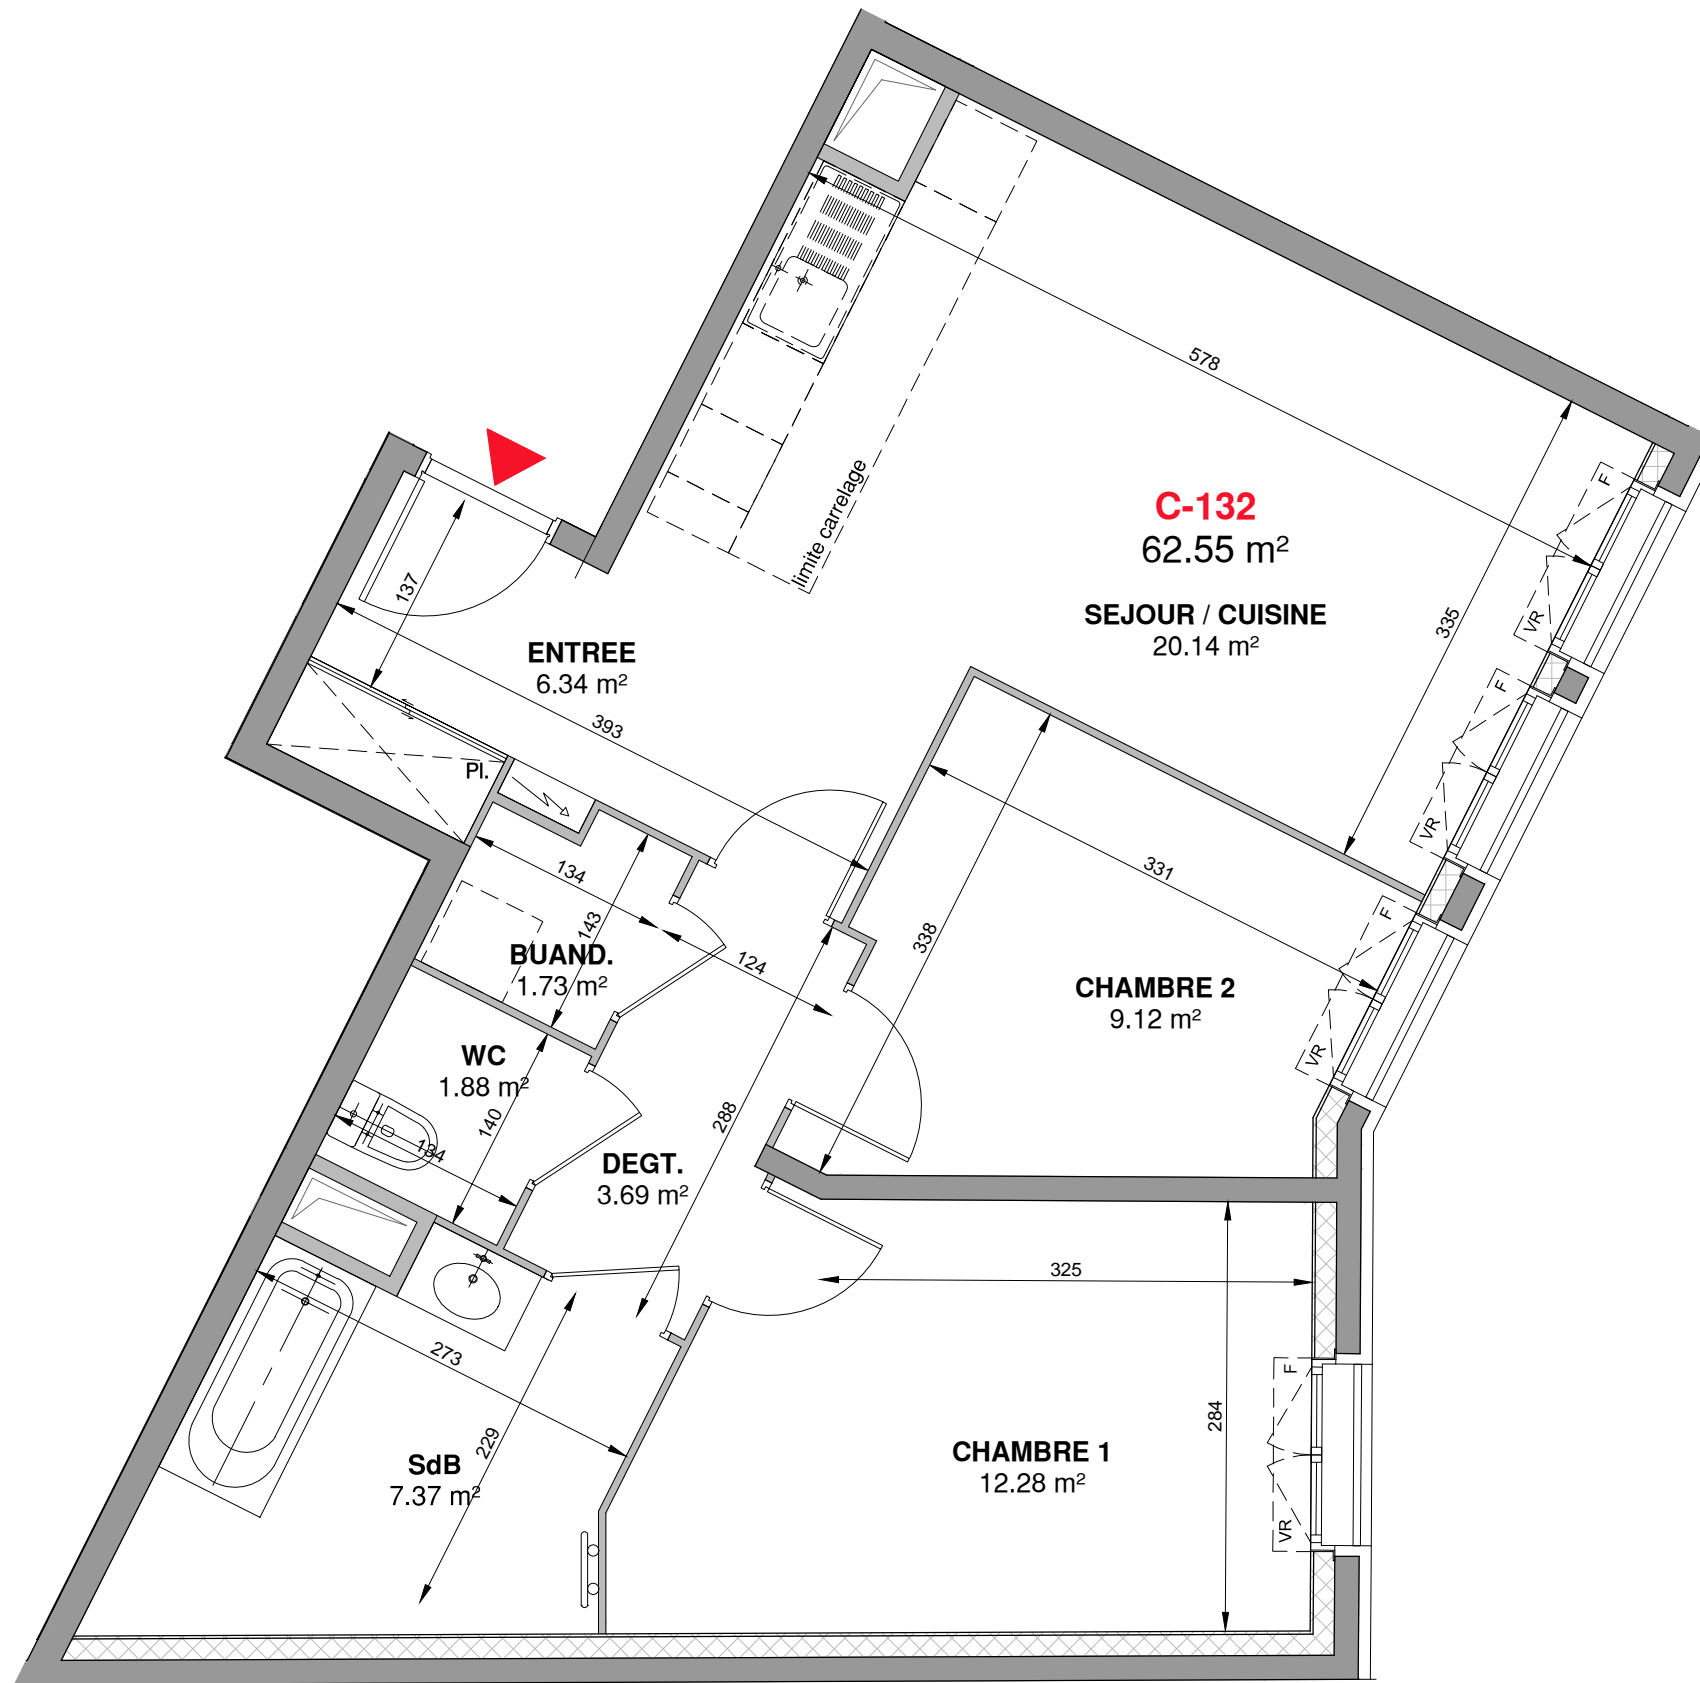 578
C-132
62.55 m²
SEJOUR / CUISINE
20.14 m²
335
limite carrelage
F
VR
F
VR
137
ENTREE
6.34 m²
393
Pl.
134
143
BUAND.
1.73 m²
124
331
338
CHAMBRE 2
9.12 m²
F
VR
WC
1.88 m²
140
134
288
DEGT.
3.69 m²
325
284
273
229
SdB
7.37 m²
CHAMBRE 1
12.28 m²
F
VR